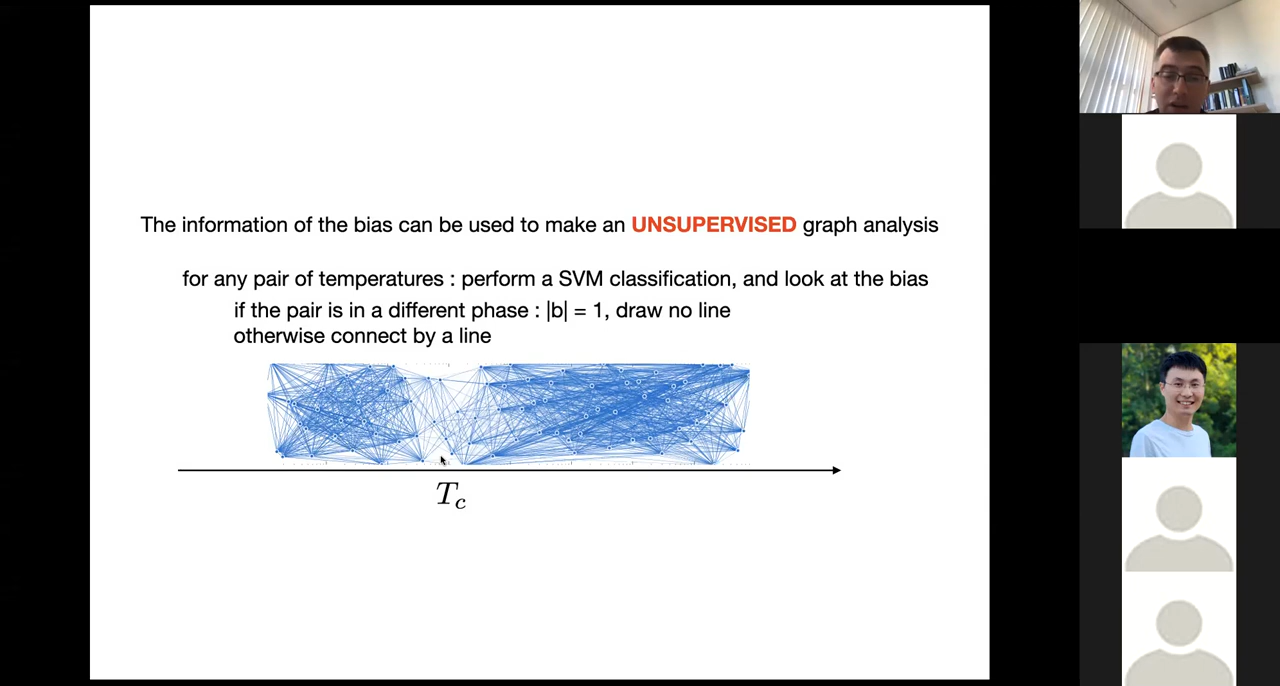 The information of the bias can be used to make an UNSUPERVISED graph analysis
for any pair of temperatures : perform a SVM classification, and look at the bias
if the pair is in a different phase : |b| = 1, draw no line
otherwise connect by a line
T_c